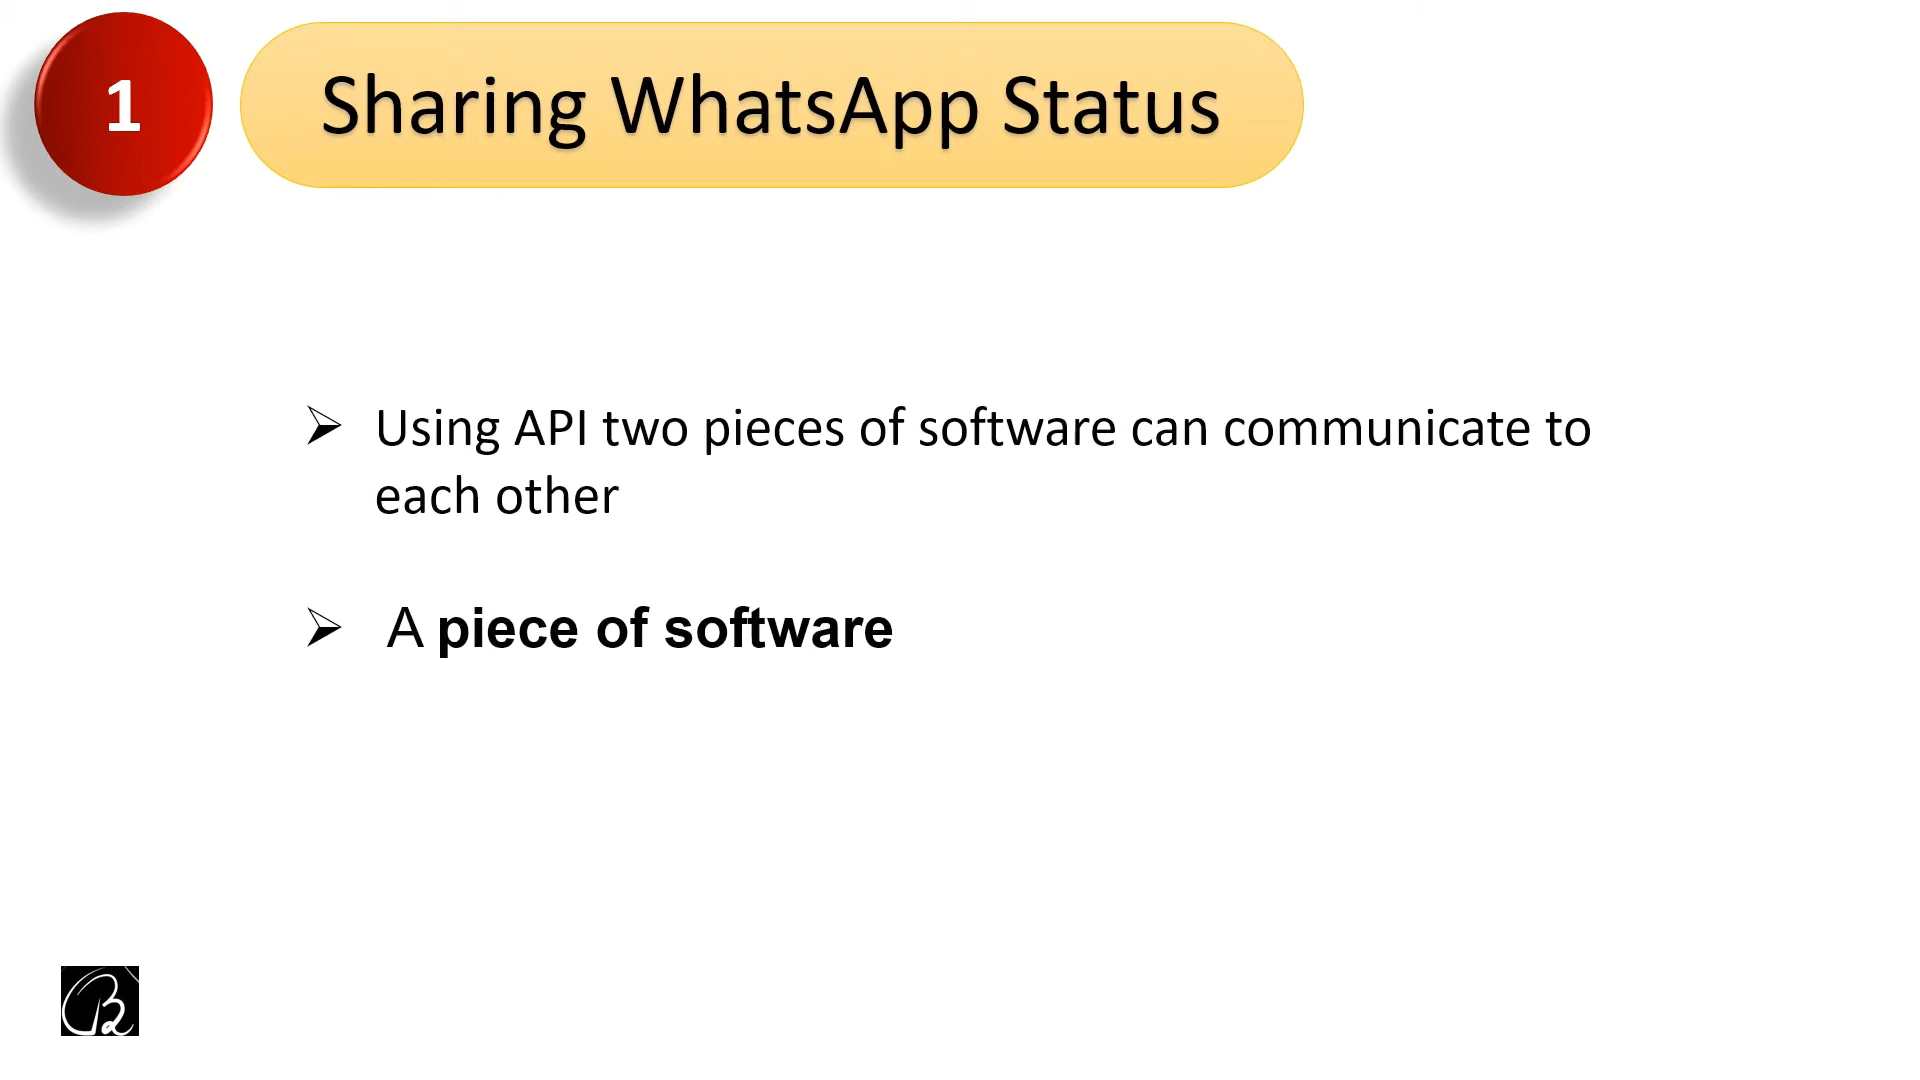 1
Sharing WhatsApp Status
➢ Using API two pieces of software can communicate to
each other
➢ A piece of software